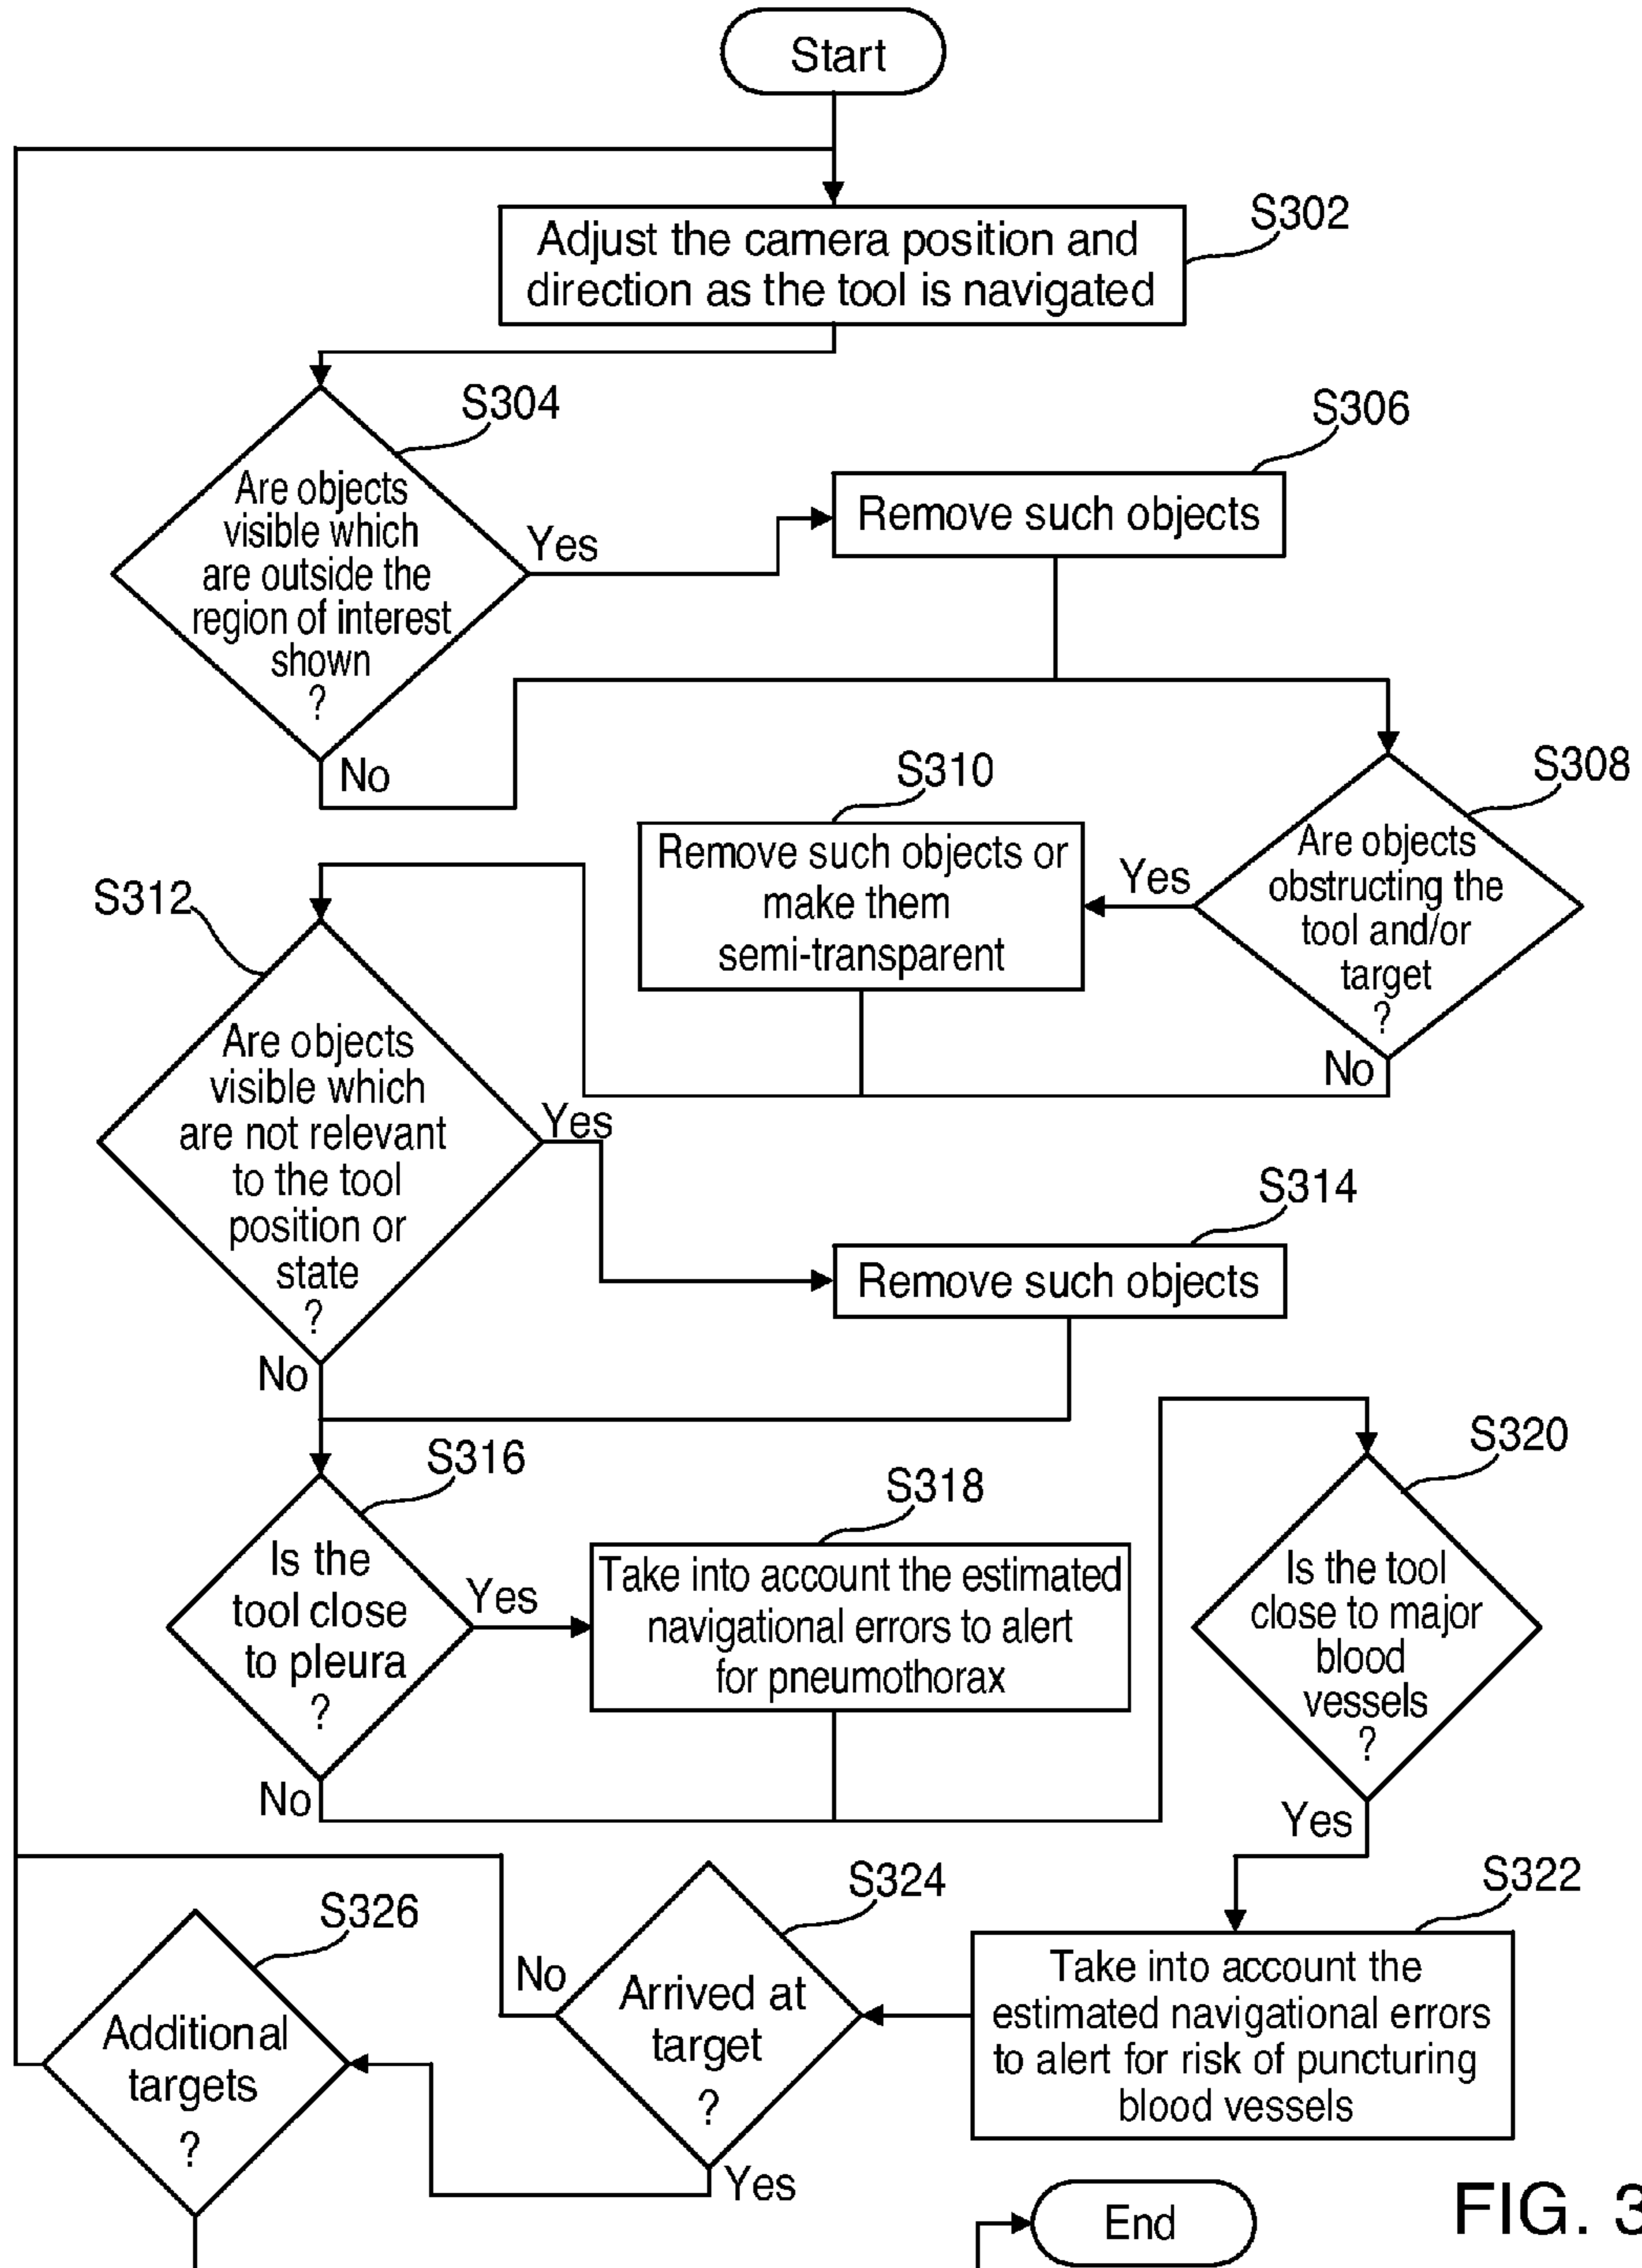 Start
Adjust the camera position and
direction as the tool is navigated
S302
S304
Are objects
visible which
are outside the
region of interest
shown
?
Yes
No
S306
Remove such objects
S308
Are objects
obstructing the
tool and/or
target
?
Yes
No
S310
Remove such objects or
make them
semi-transparent
S312
Are objects
visible which
are not relevant
to the tool
position or
state
?
Yes
No
S314
Remove such objects
S316
Is the
tool close
to pleura
?
Yes
No
S318
Take into account the estimated
navigational errors to alert
for pneumothorax
S320
Is the tool
close to major
blood
vessels
?
Yes
S322
Take into account the
estimated navigational errors
to alert for risk of puncturing
blood vessels
S324
Arrived at
target
?
No
Yes
S326
Additional
targets
?
End
FIG. 3